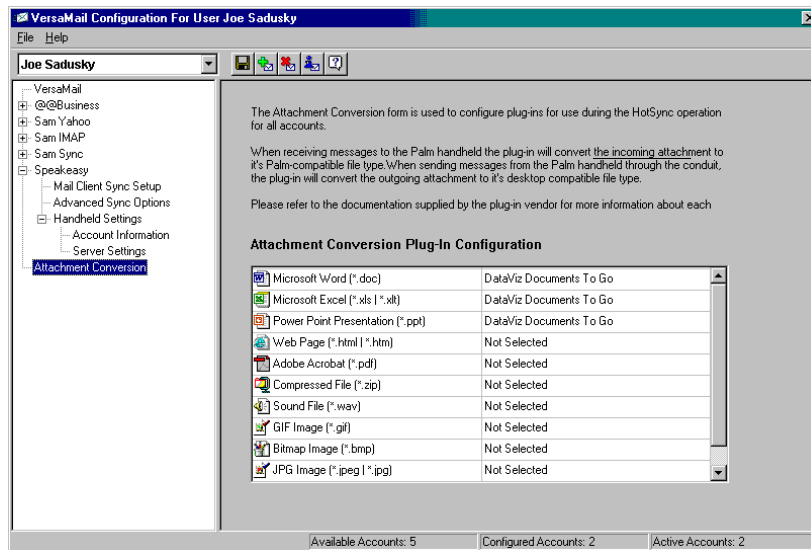 VersaMail Configuration For User Joe Sadusky
File Help
Joe Sadusky
VersaMail
@@Business
Sam Yahoo
Sam IMAP
Sam Sync
Speakeasy
Mail Client Sync Setup
Advanced Sync Options
Handheld Settings
Account Information
Server Settings
Attachment Conversion
The Attachment Conversion form is used to configure plug-ins for use during the HotSync operation
for all accounts.
When receiving messages to the Palm handheld the plug-in will convert the incoming attachment to
it's Palm-compatible file type.When sending messages from the Palm handheld through the conduit,
the plug-in will convert the outgoing attachment to it's desktop compatible file type.
Please refer to the documentation supplied by the plug-in vendor for more information about each
Attachment Conversion Plug-In Configuration
Microsoft Word (*.doc) DataViz Documents To Go
Microsoft Excel (*.xls | *.xlt) DataViz Documents To Go
Power Point Presentation (*.ppt) DataViz Documents To Go
Web Page (*.html | *.htm) Not Selected
Adobe Acrobat (*.pdf) Not Selected
Compressed File (*.zip) Not Selected
Sound File (*.wav) Not Selected
GIF Image (*.gif) Not Selected
Bitmap Image (*.bmp) Not Selected
JPG Image (*.jpeg | *.jpg) Not Selected
Available Accounts: 5 Configured Accounts: 2 Active Accounts: 2